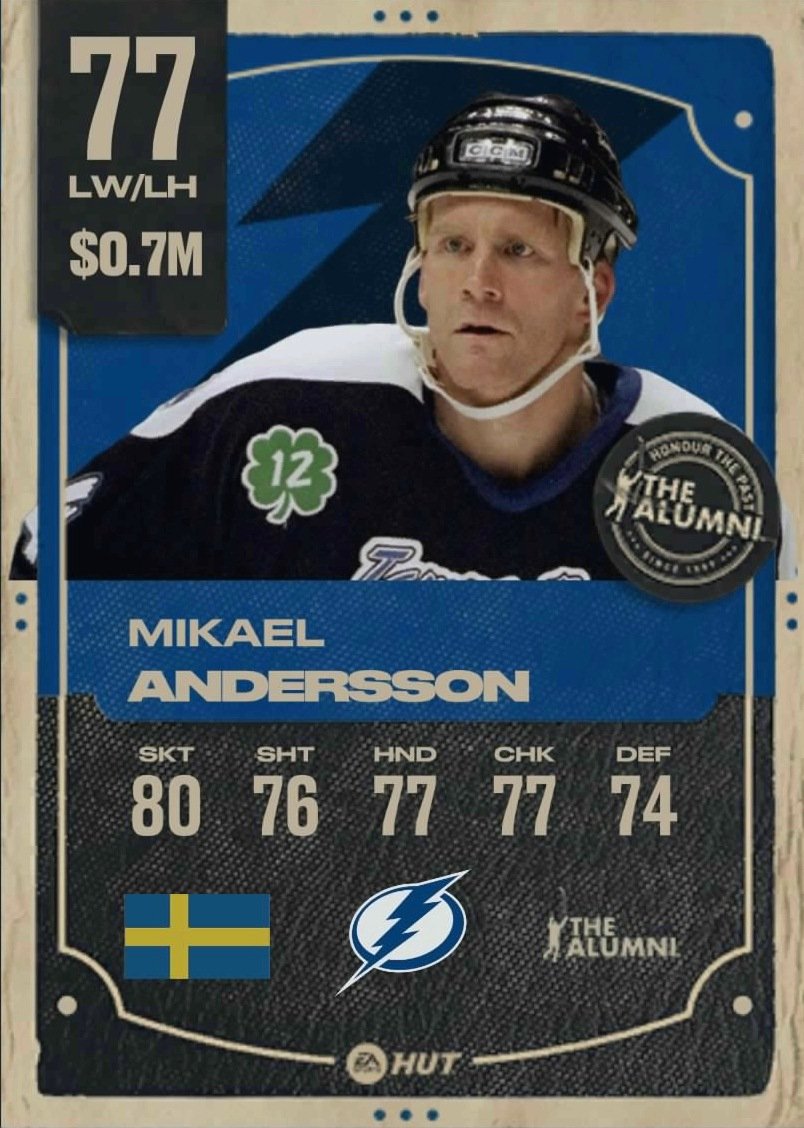 77
LW/LH
$0.7M
CCM
12
HONOUR THE PAST
THE
ALUMNI
MIKAEL
ANDERSSON
SKT SHT HND CHK DEF
80 76 77 77 74
THE
ALUMNI
EA
HUT